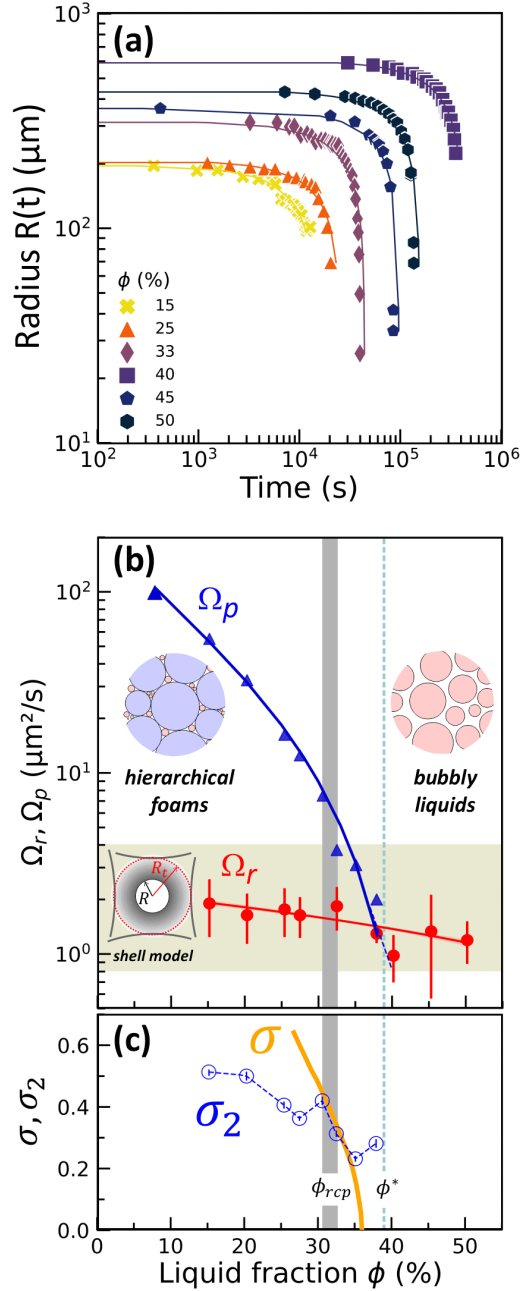 (a)
10³
10²
10¹
Radius R(t) (μm)
ϕ (%)
15
25
33
40
45
50
10² 10³ 10⁴ 10⁵ 10⁶
Time (s)
(b)
Ωₚ
10²
10¹
10⁰
Ωᵣ, Ωₚ (μm²/s)
hierarchical
foams
bubbly
liquids
Ωᵣ
Rₜ
R
shell model
(c)
σ
σ₂
0.6
0.4
0.2
0.0
σ, σ₂
ϕ_rcp
ϕ*
0 10 20 30 40 50
Liquid fraction ϕ (%)